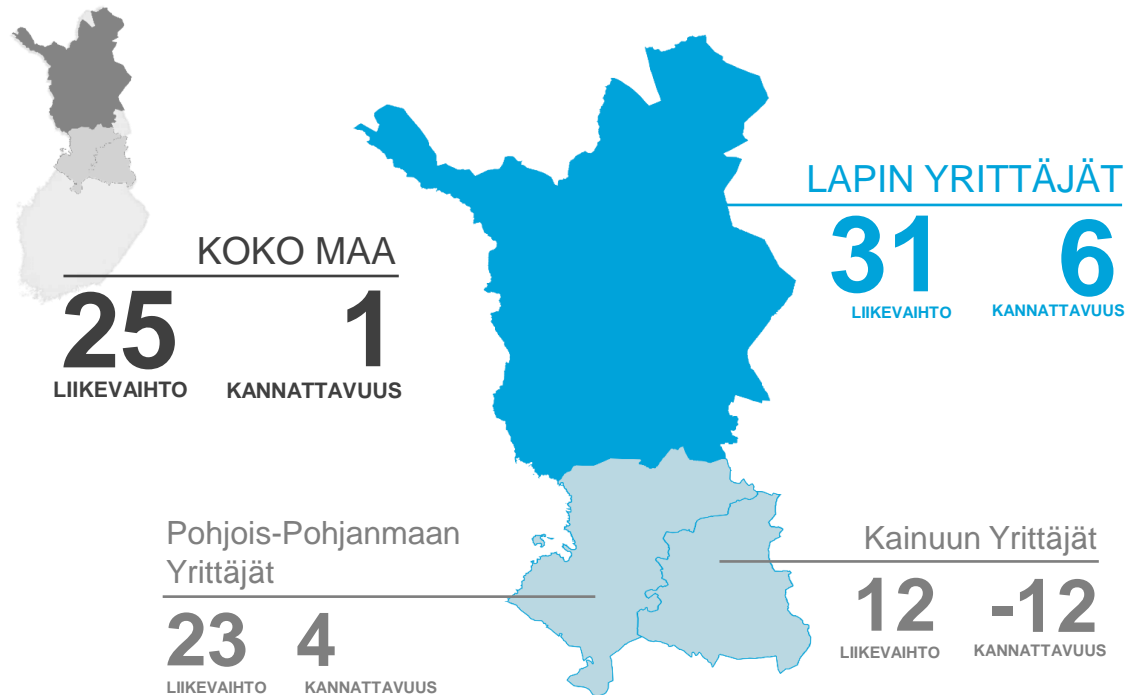 KOKO MAA
25 1
LIIKEVAIHTO KANNATTAVUUS
LAPIN YRITTÄJÄT
31 6
LIIKEVAIHTO KANNATTAVUUS
Pohjois-Pohjanmaan
Yrittäjät
23 4
LIIKEVAIHTO KANNATTAVUUS
Kainuun Yrittäjät
12 -12
LIIKEVAIHTO KANNATTAVUUS